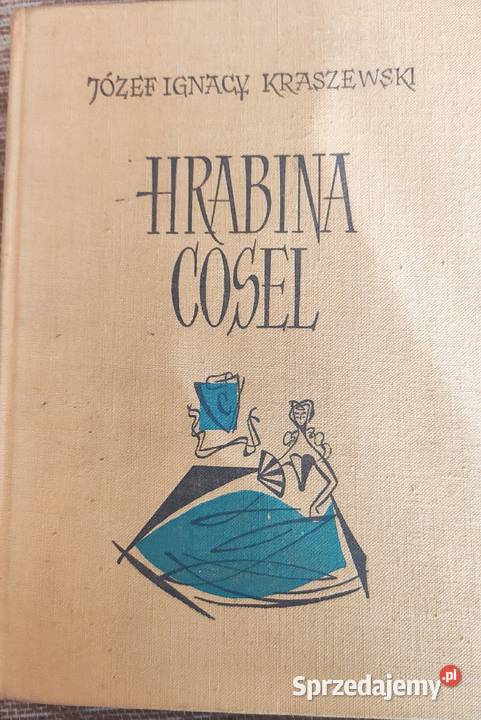 JÓZEF IGNACY KRASZEWSKI
HRABINA
COSEL
C
Sprzedajemy.pl